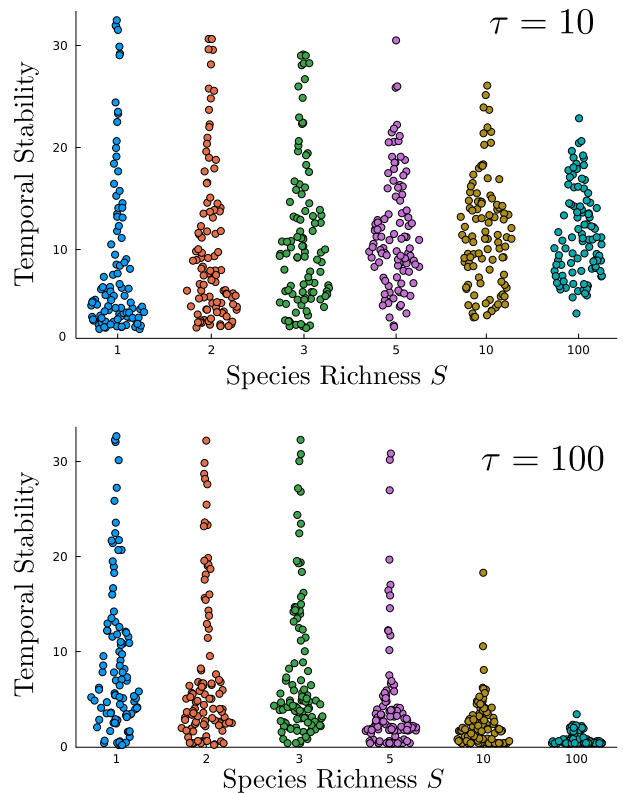 τ = 10
30
20
10
0
Temporal Stability
1 2 3 5 10 100
Species Richness S
τ = 100
30
20
10
0
Temporal Stability
1 2 3 5 10 100
Species Richness S